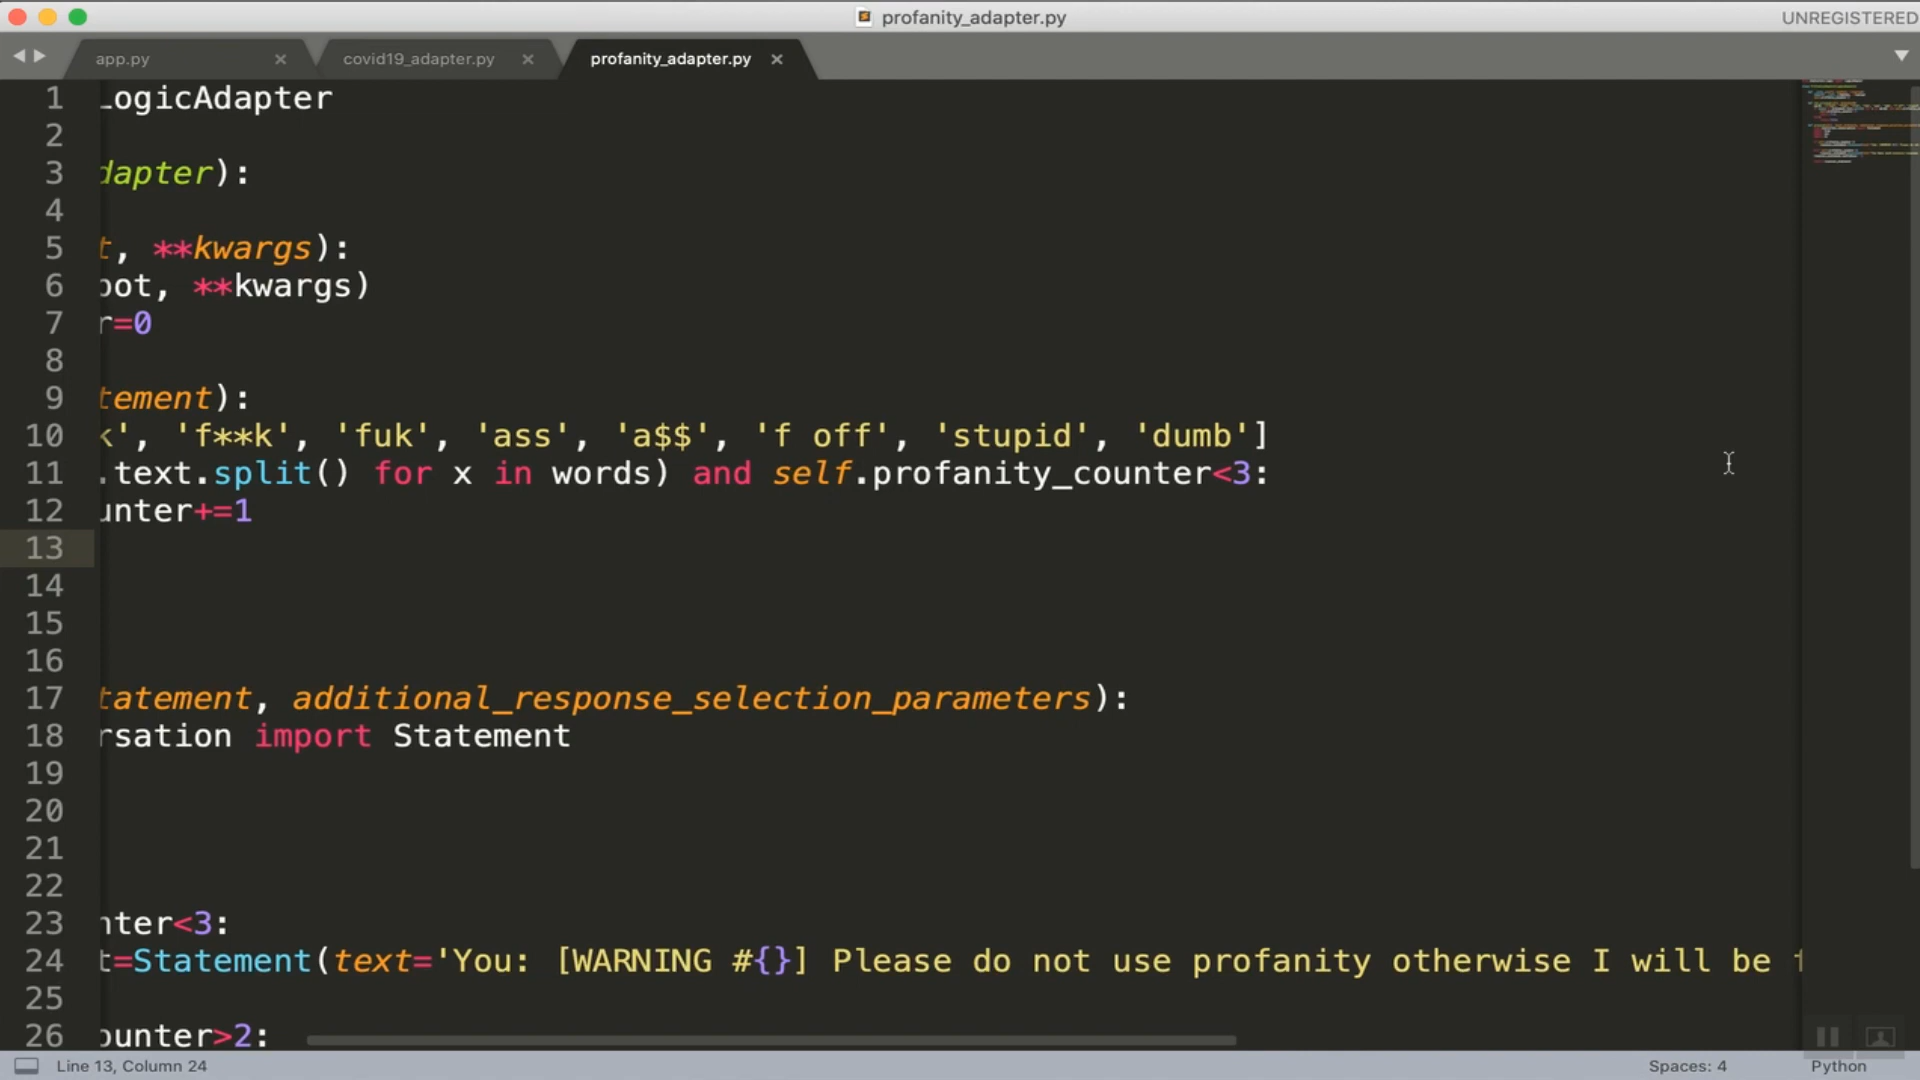 profanity_adapter.py
UNREGISTERED
app.py
covid19_adapter.py
profanity_adapter.py
1 LogicAdapter
2
3 dapter):
4
5 t, **kwargs):
6 bot, **kwargs)
7 r=0
8
9 tement):
10 k', 'f**k', 'fuk', 'ass', 'a$$', 'f off', 'stupid', 'dumb']
11 .text.split() for x in words) and self.profanity_counter<3:
12 unter+=1
13
14
15
16
17 tatement, additional_response_selection_parameters):
18 rsation import Statement
19
20
21
22
23 nter<3:
24 t=Statement(text='You: [WARNING #{}] Please do not use profanity otherwise I will be f
25
26 ounter>2:
Line 13, Column 24
Spaces: 4
Python